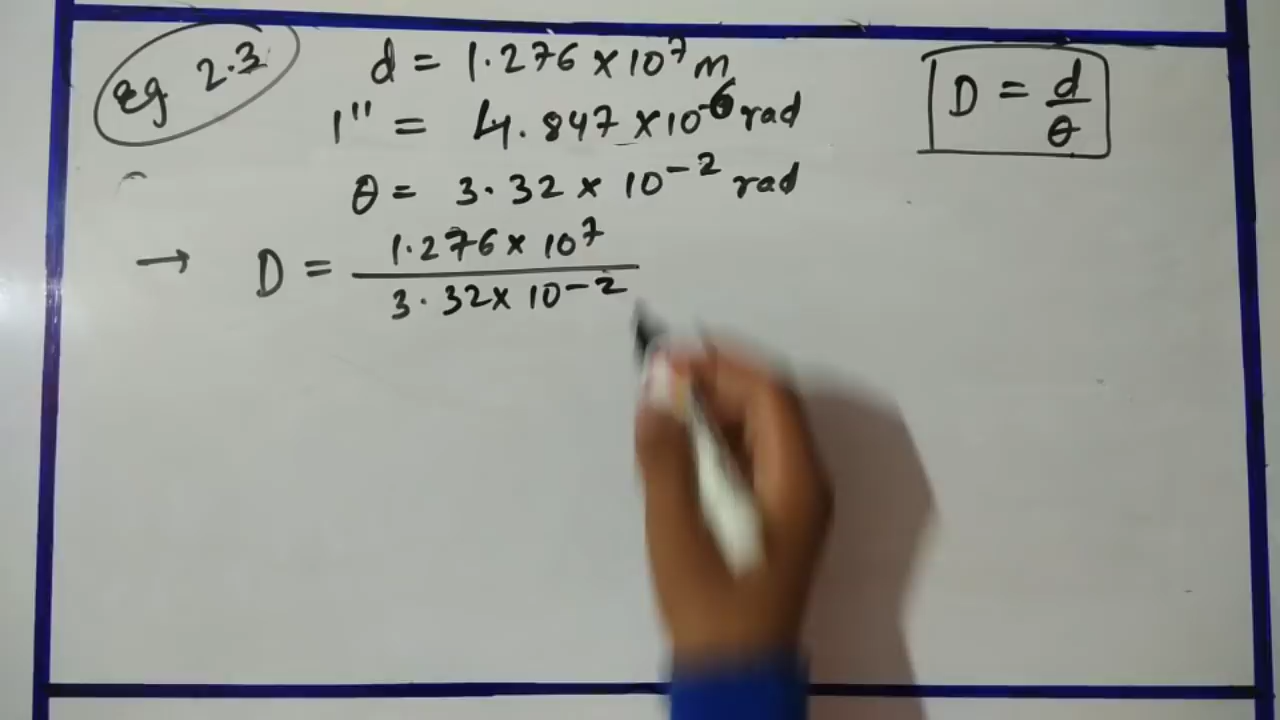 eg 2.3
d = 1.276 × 10⁷ m
1" = 4.847 × 10⁻⁶ rad
θ = 3.32 × 10⁻² rad
D = d/θ
→ D = 1.276 × 10⁷
3.32 × 10⁻²